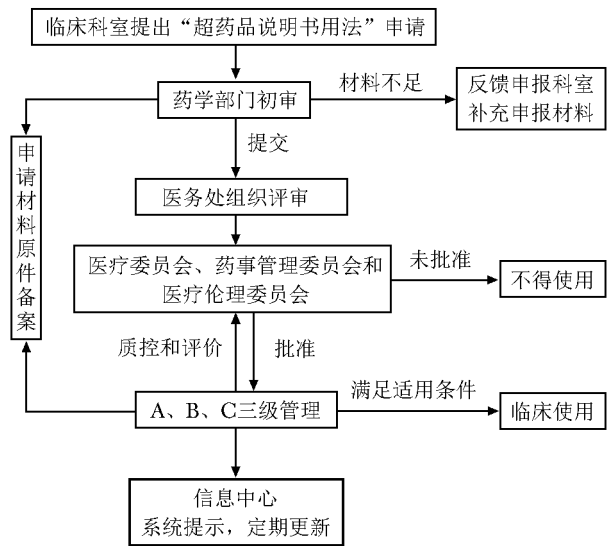 临床科室提出“超药品说明书用法”申请
药学部门初审
材料不足
反馈申报科室
补充申报材料
提交
申请材料原件备案
医务处组织评审
医疗委员会、药事管理委员会和
医疗伦理委员会
未批准
不得使用
质控和评价
批准
A、B、C三级管理
满足适用条件
临床使用
信息中心
系统提示，定期更新